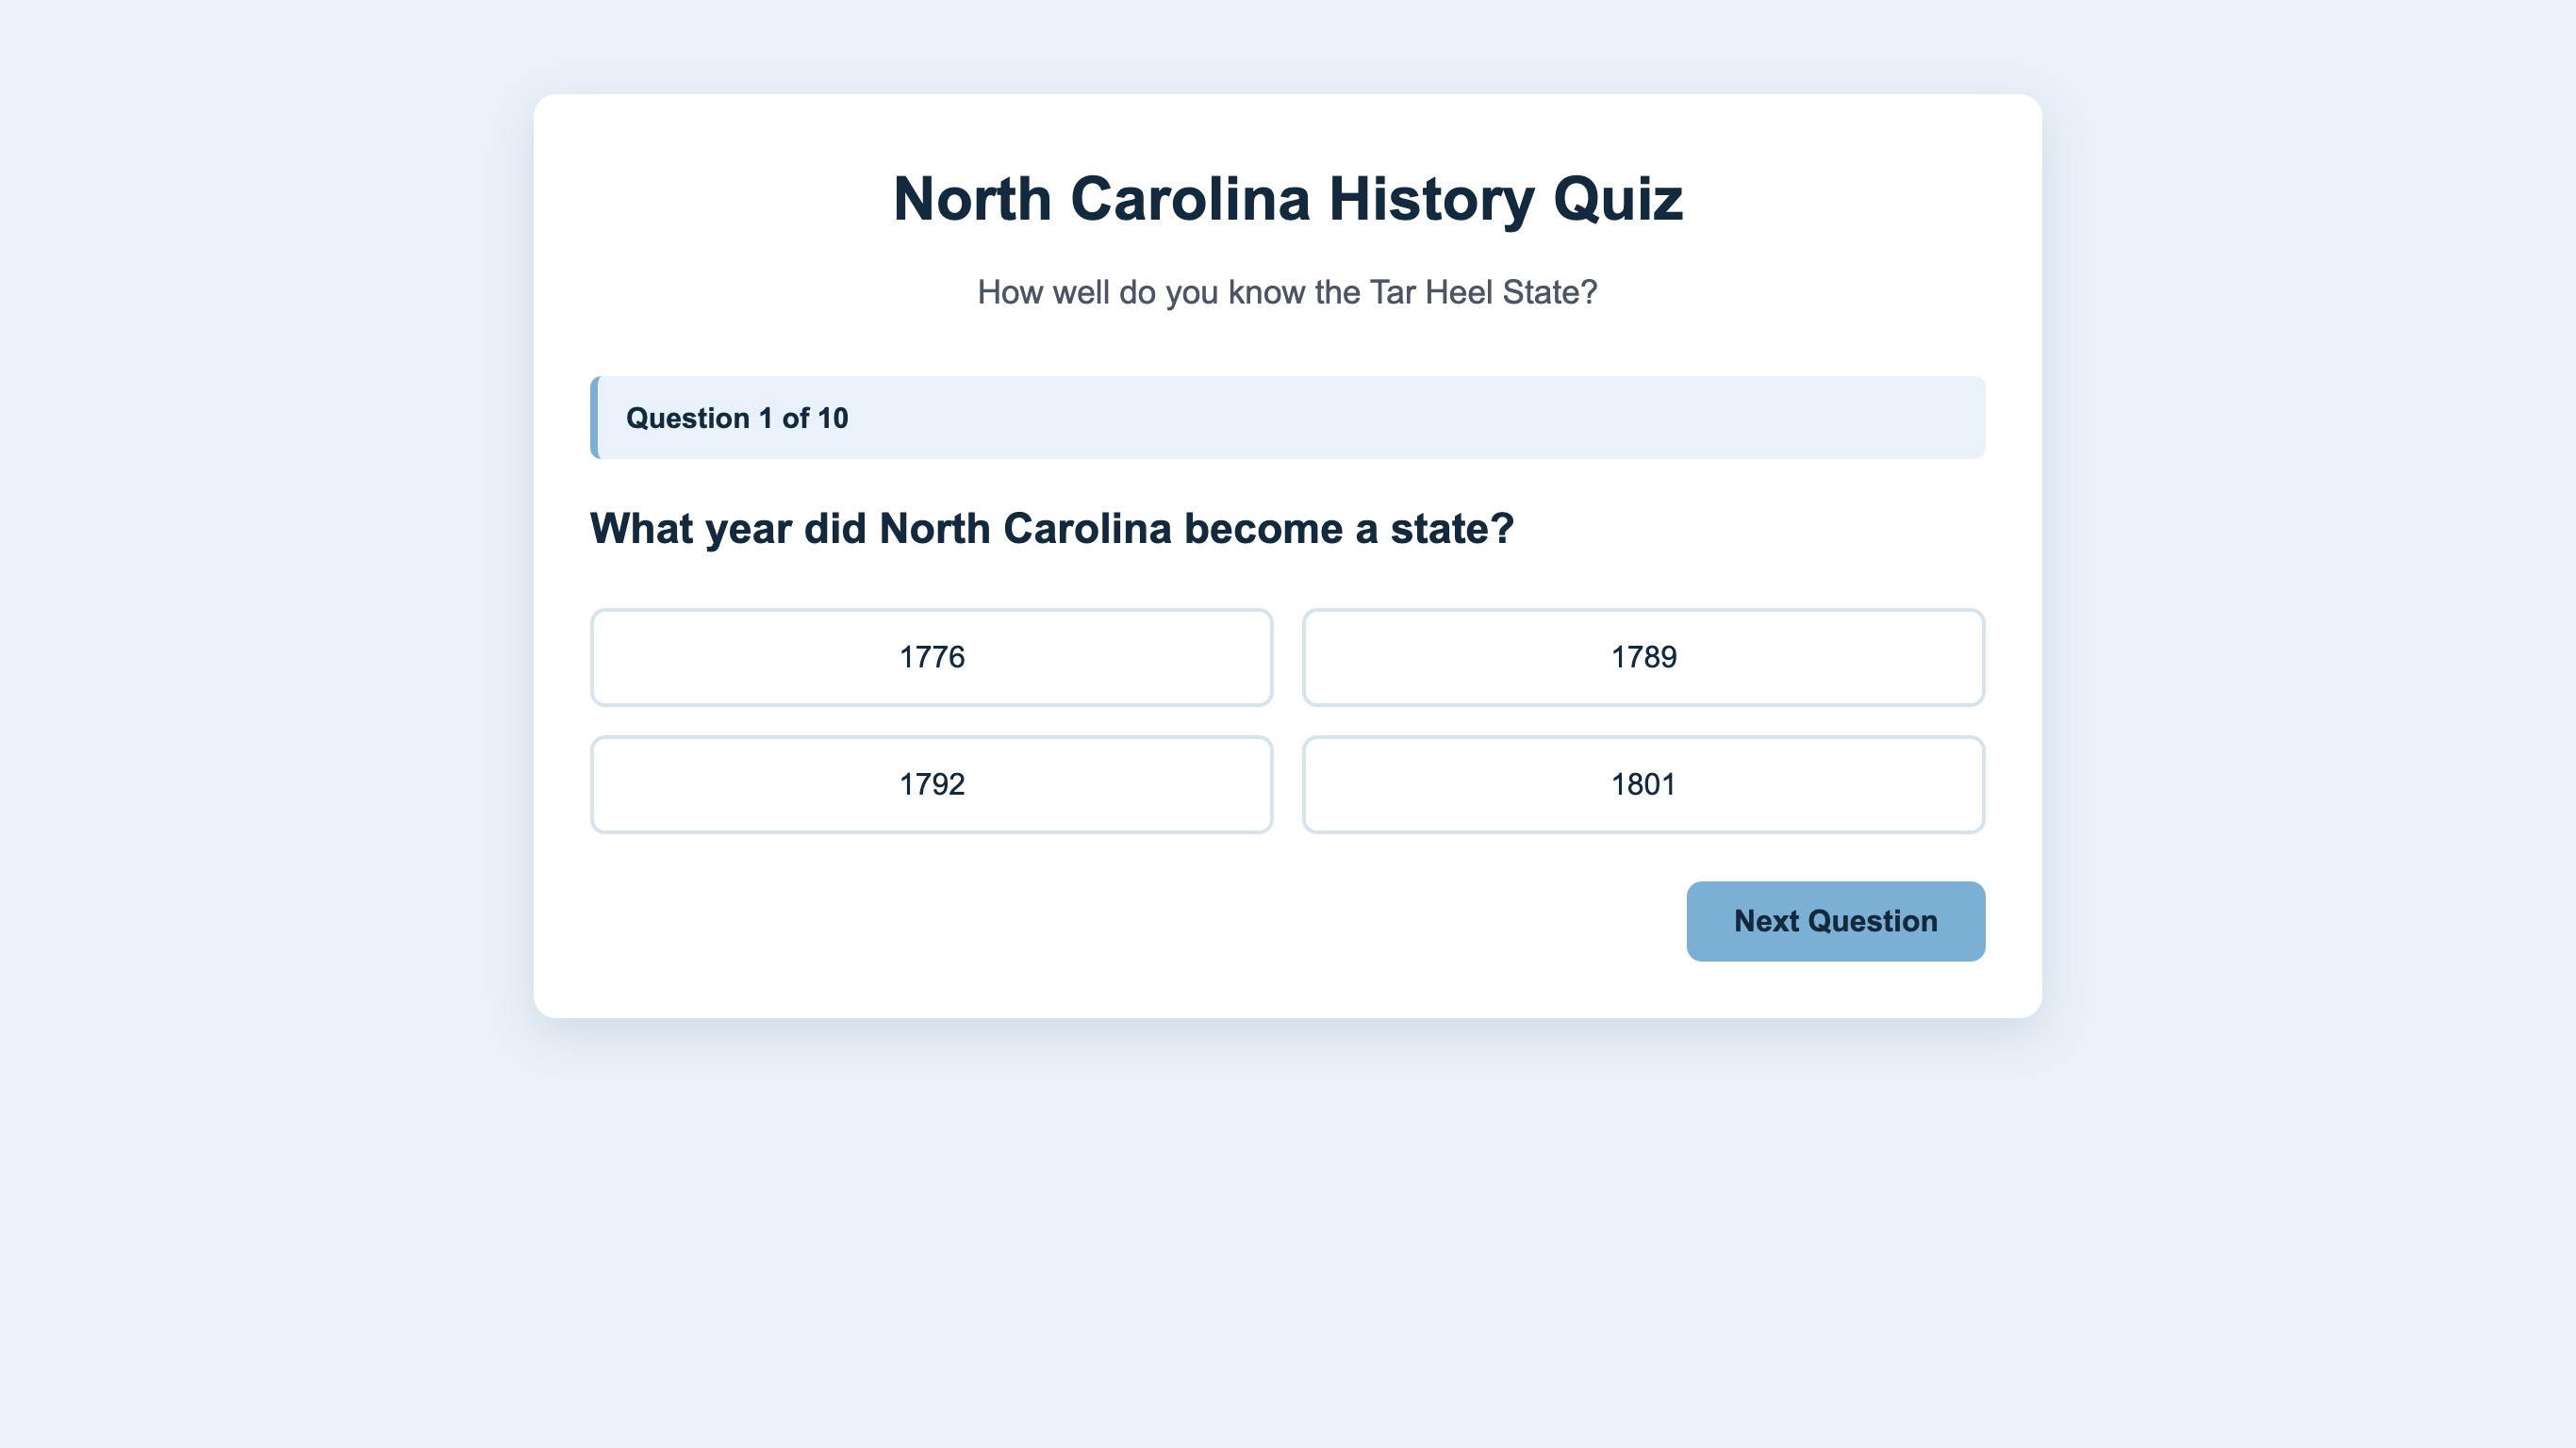 North Carolina History Quiz
How well do you know the Tar Heel State?
Question 1 of 10
What year did North Carolina become a state?
1776
1789
1792
1801
Next Question